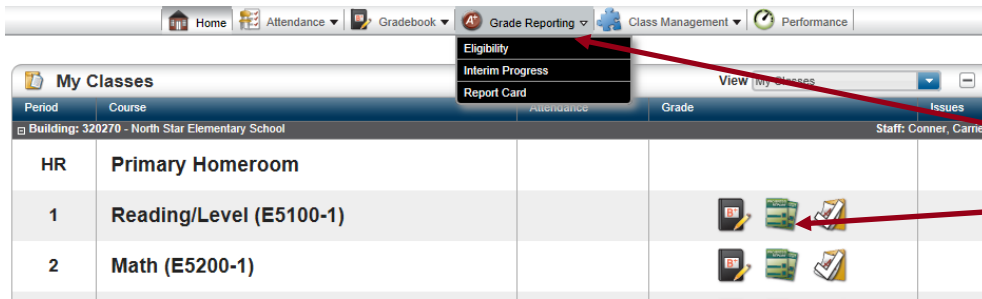 Home Attendance Gradebook Grade Reporting Class Management Performance
Eligibility
Interim Progress
Report Card
My Classes View My Classes
Period Course Attendance Grade Issues
Building: 320270 - North Star Elementary School Staff: Conner, Carrie
HR Primary Homeroom
1 Reading/Level (E5100-1)
2 Math (E5200-1)